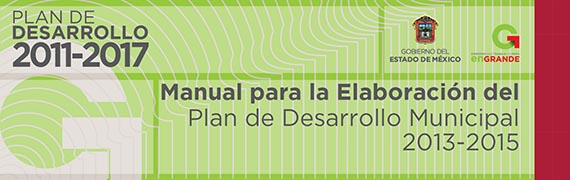 PLAN DE
DESARROLLO
2011-2017
GOBIERNO DEL
ESTADO DE MÉXICO
enGRANDE
Manual para la Elaboración del
Plan de Desarrollo Municipal
2013-2015